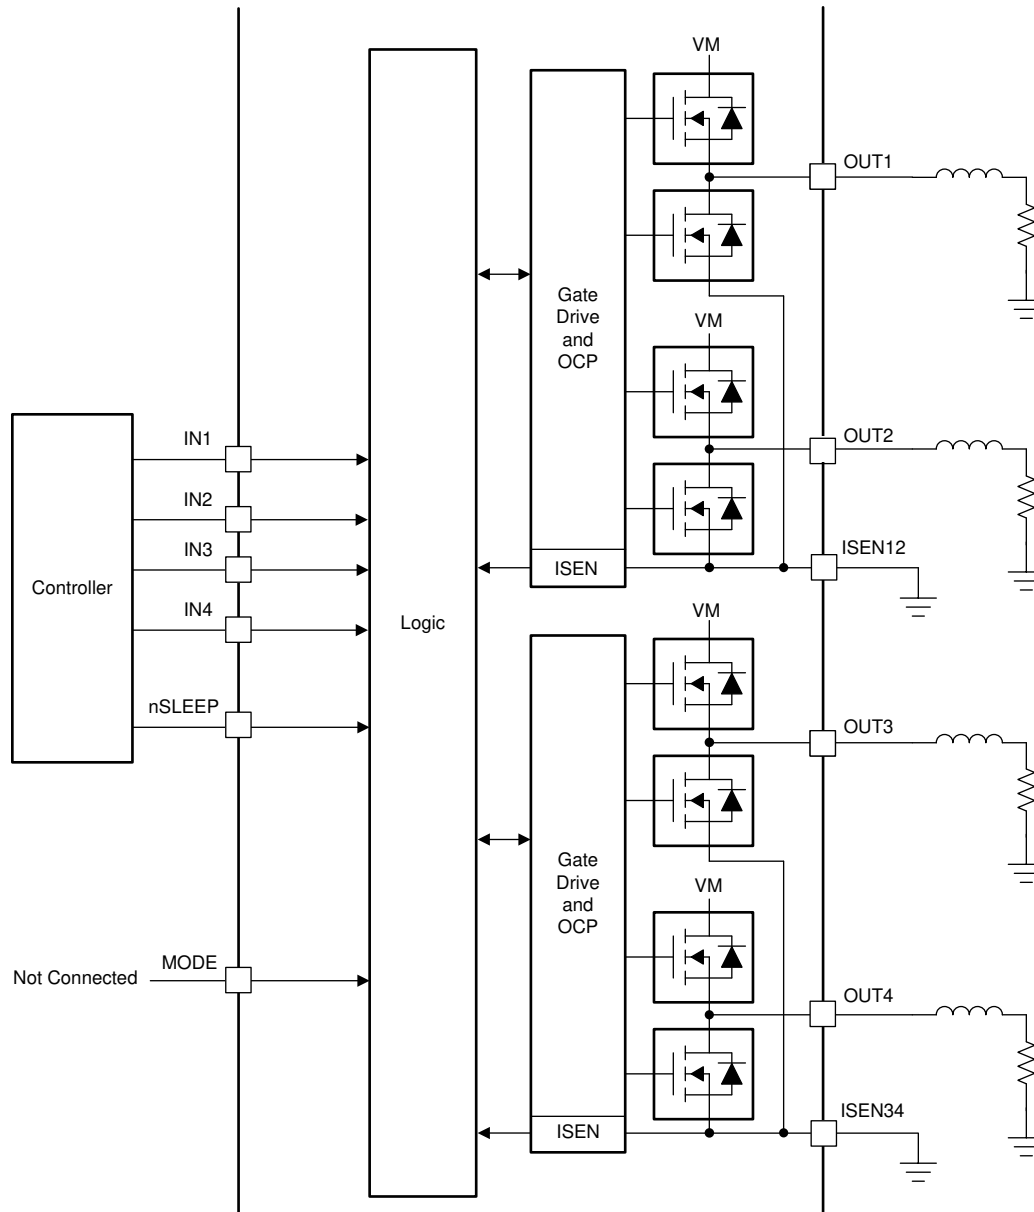 VM
OUT1
Gate
Drive
and
OCP
VM
OUT2
IN1
IN2
IN3
IN4
Controller
nSLEEP
Logic
ISEN
ISEN12
VM
OUT3
Gate
Drive
and
OCP
VM
Not Connected
MODE
OUT4
ISEN
ISEN34